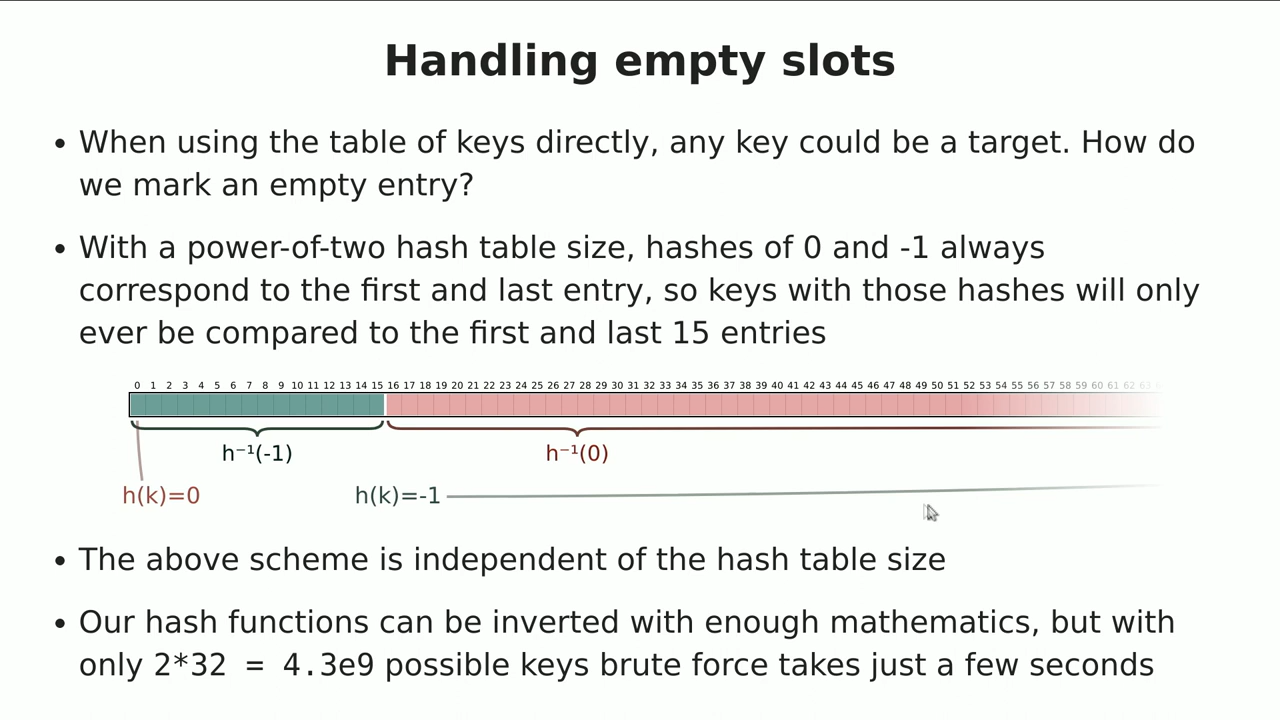 Handling empty slots
• When using the table of keys directly, any key could be a target. How do
we mark an empty entry?
• With a power-of-two hash table size, hashes of 0 and -1 always
correspond to the first and last entry, so keys with those hashes will only
ever be compared to the first and last 15 entries
0 1 2 3 4 5 6 7 8 9 10 11 12 13 14 15 16 17 18 19 20 21 22 23 24 25 26 27 28 29 30 31 32 33 34 35 36 37 38 39 40 41 42 43 44 45 46 47 48 49 50 51 52 53 54 55 56 57 58 59 60 61 62 63
h⁻¹(-1) h⁻¹(0)
h(k)=0 h(k)=-1
• The above scheme is independent of the hash table size
• Our hash functions can be inverted with enough mathematics, but with
only 2*32 = 4.3e9 possible keys brute force takes just a few seconds